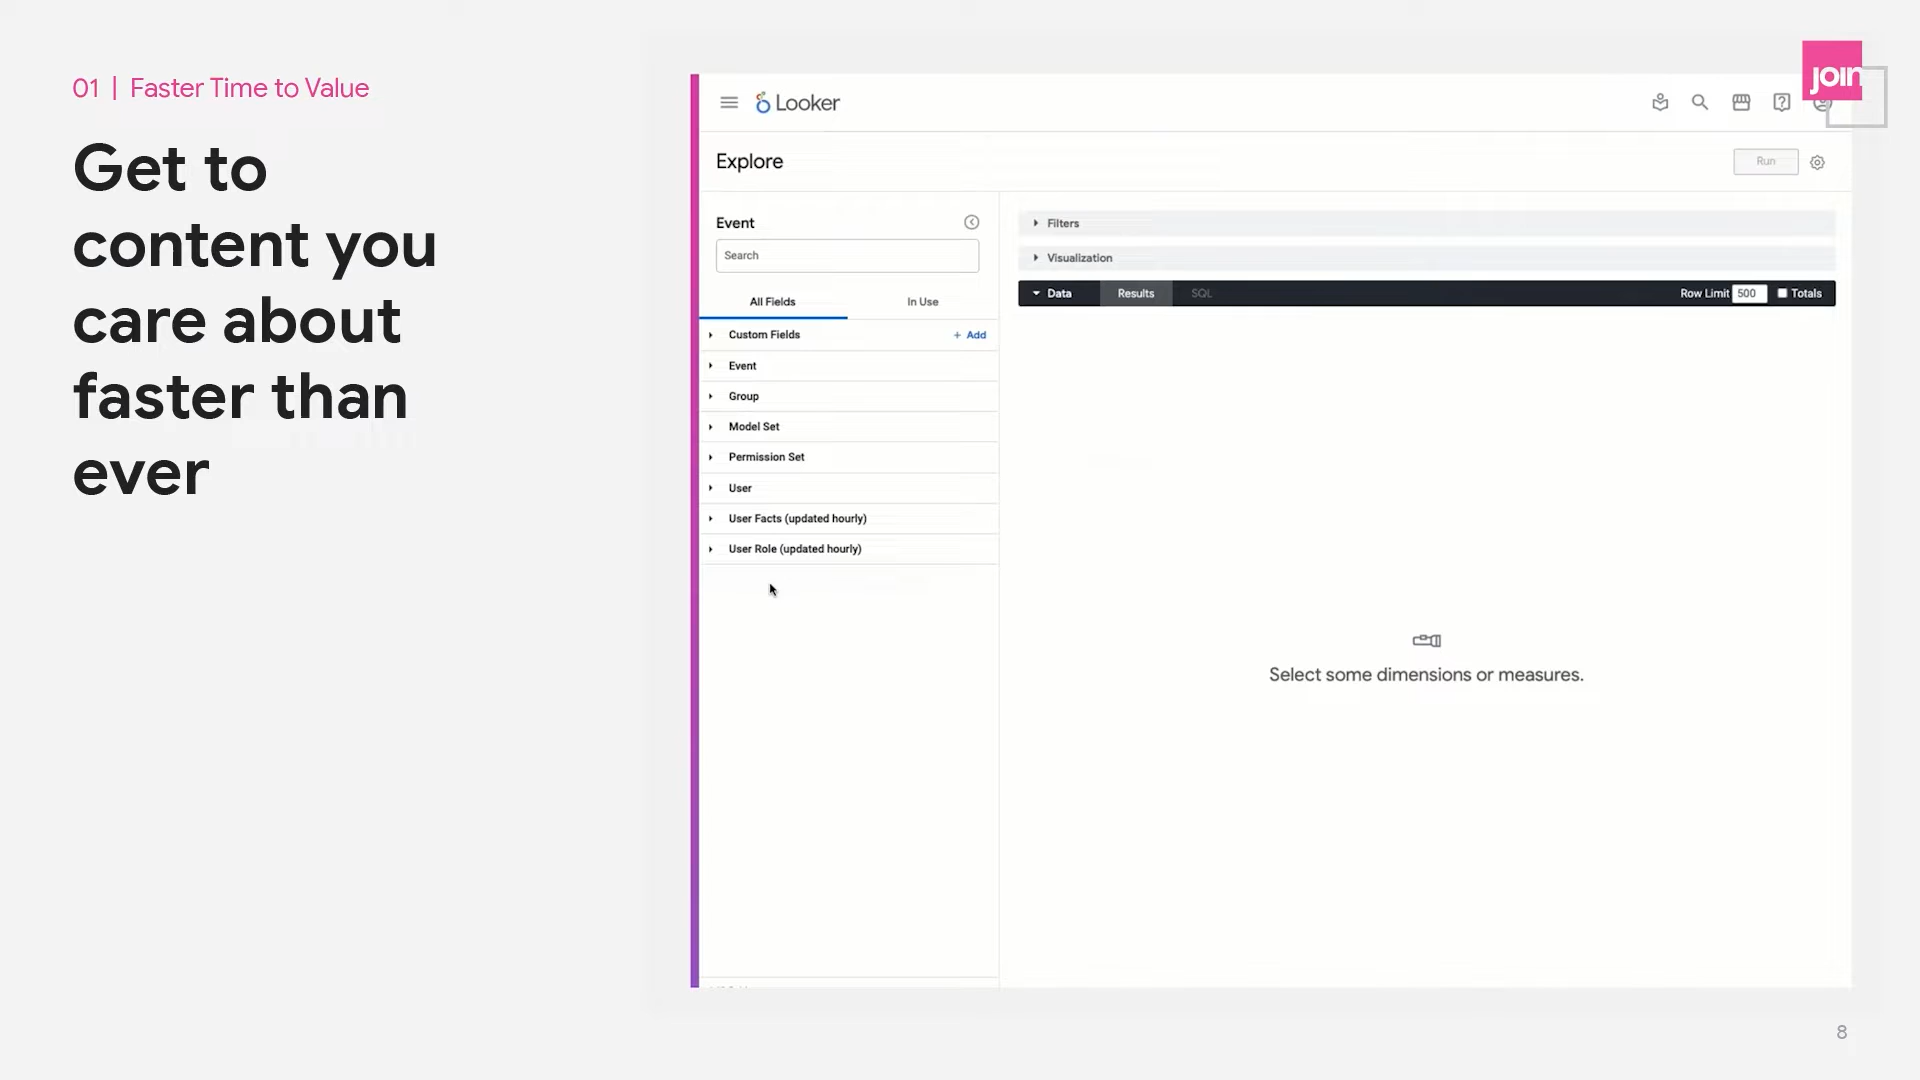 01 | Faster Time to Value
Get to
content you
care about
faster than
ever
join
Looker
Explore
Run
Event
Search
All Fields
In Use
Custom Fields
+ Add
Event
Group
Model Set
Permission Set
User
User Facts (updated hourly)
User Role (updated hourly)
Filters
Visualization
Data
Results
SQL
Row Limit 500
Totals
Select some dimensions or measures.
8